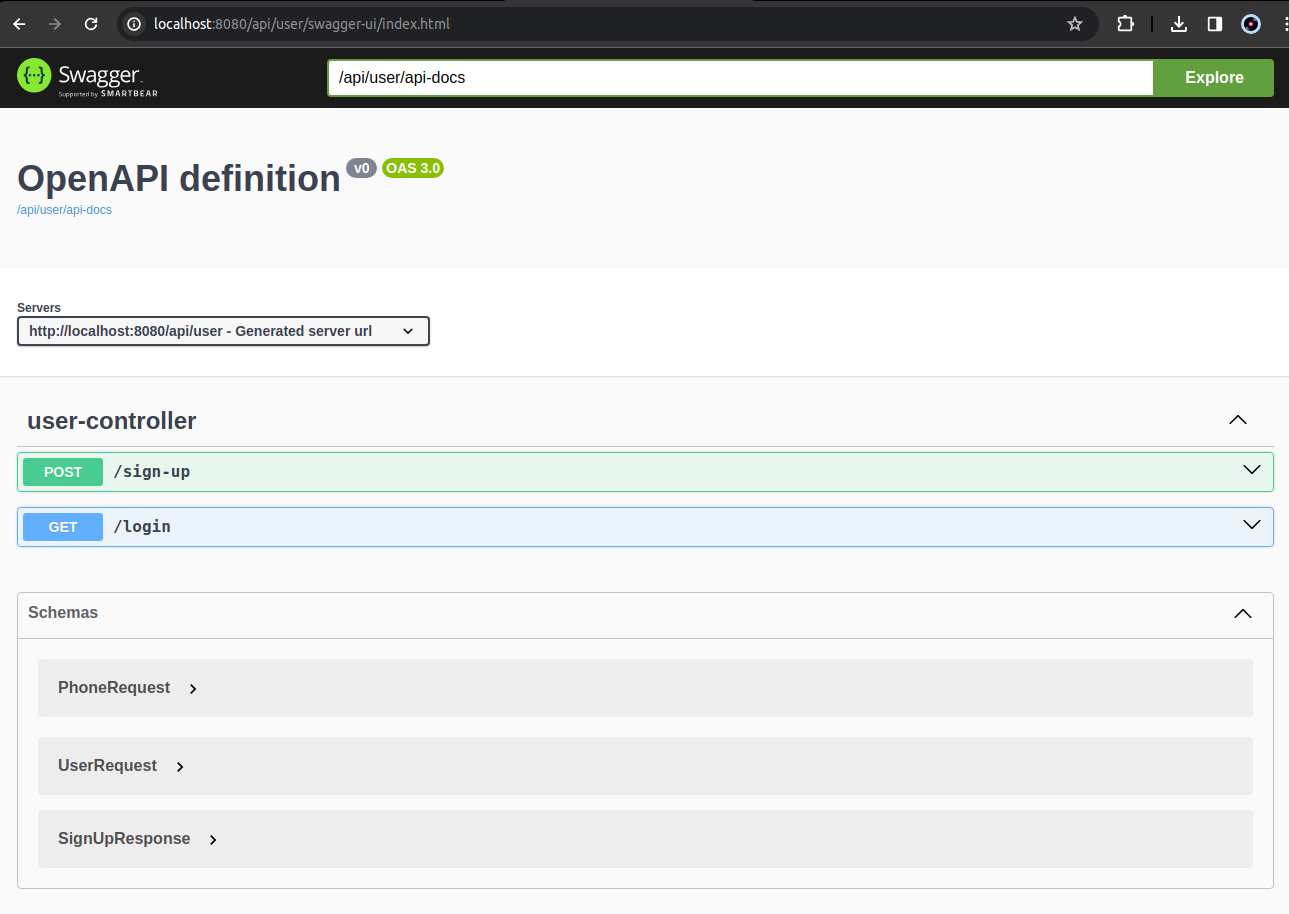 localhost:8080/api/user/swagger-ui/index.html
Swagger.
Supported by SMARTBEAR
/api/user/api-docs
Explore
OpenAPI definition v0 OAS 3.0
/api/user/api-docs
Servers
http://localhost:8080/api/user - Generated server url
user-controller
POST /sign-up
GET /login
Schemas
PhoneRequest
UserRequest
SignUpResponse